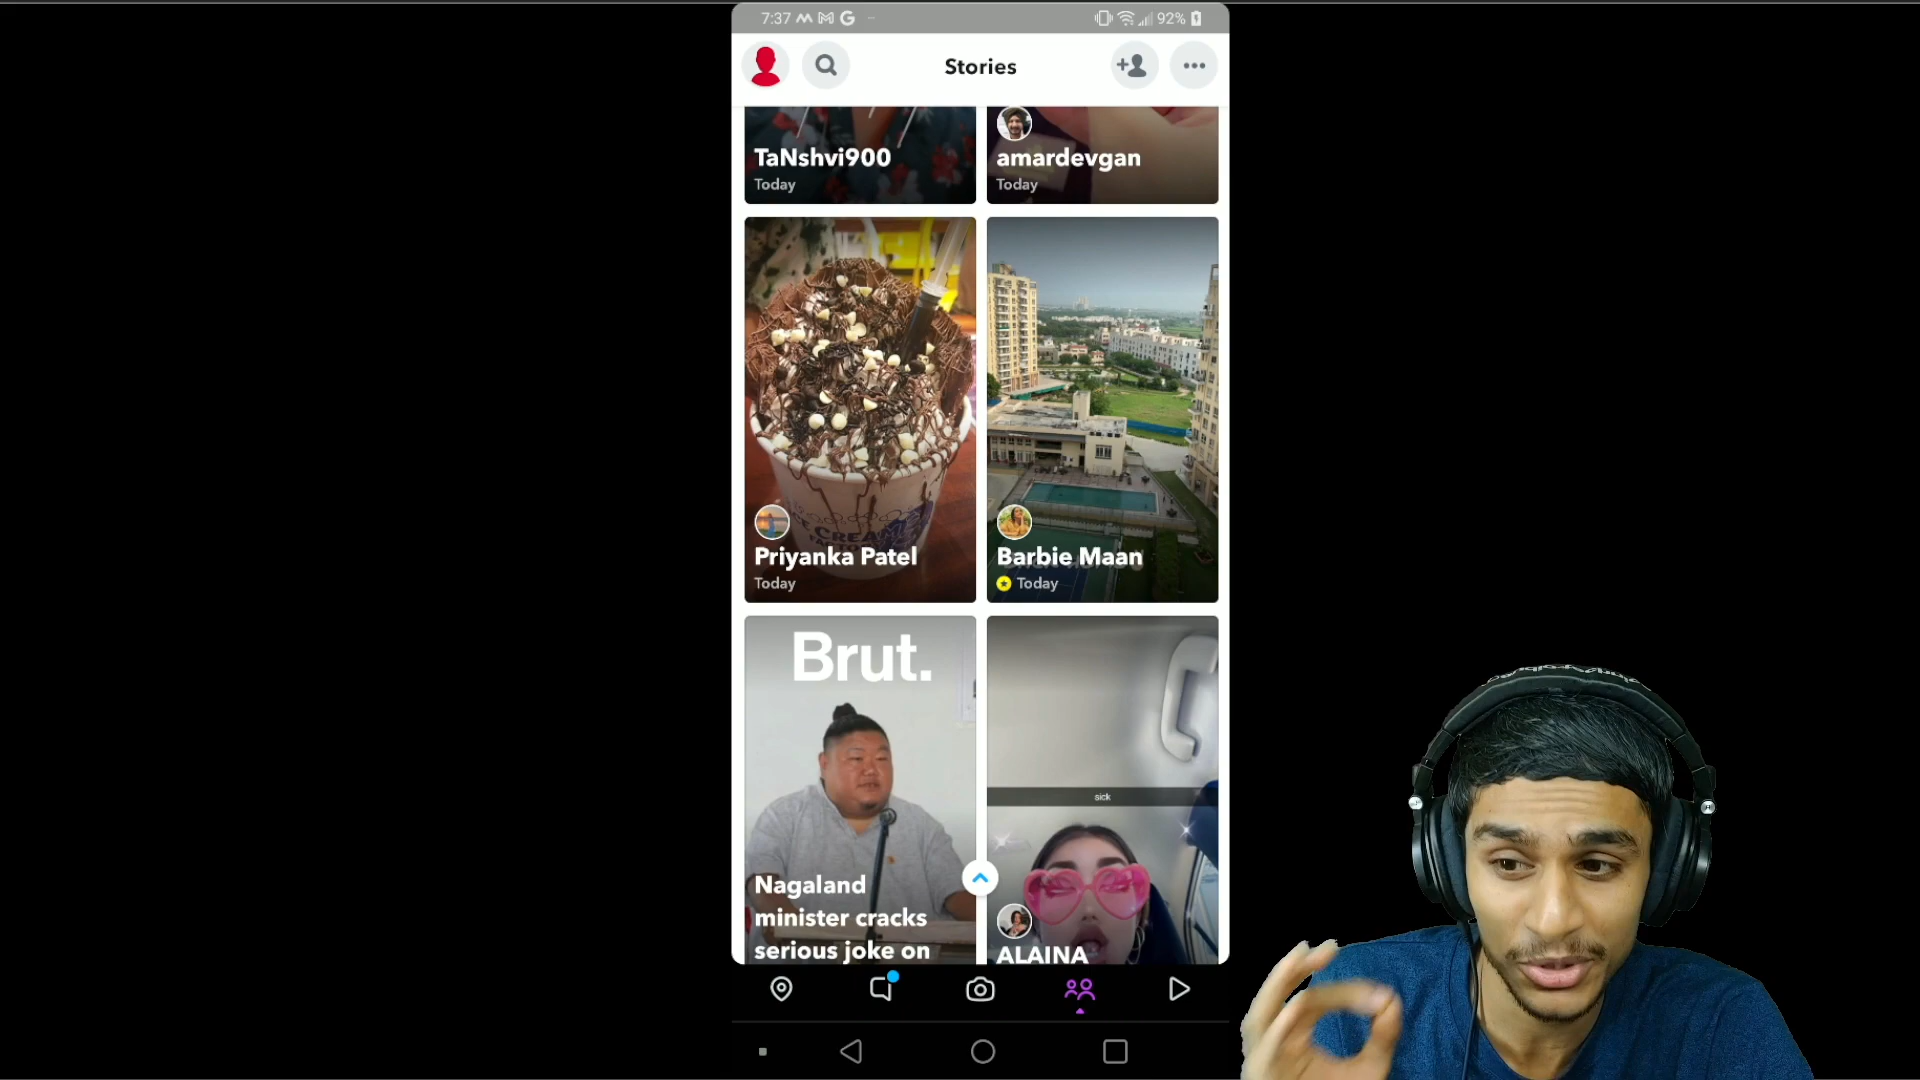 7:37
92%
Stories
TaNshvi900
Today
amardevgan
Today
Priyanka Patel
Today
Barbie Maan
Today
Brut.
Nagaland
minister cracks
serious joke on
sick
ALAINA